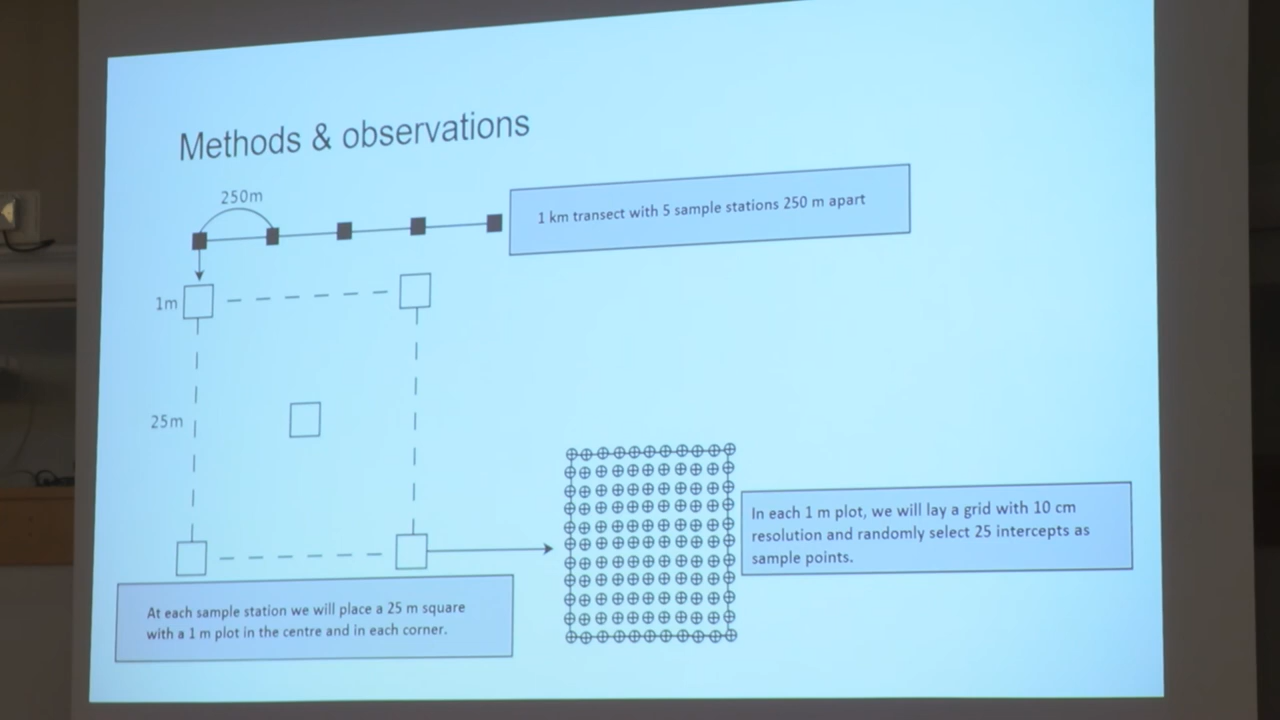 Methods & observations
250m
1 km transect with 5 sample stations 250 m apart
1m
25m
In each 1 m plot, we will lay a grid with 10 cm
resolution and randomly select 25 intercepts as
sample points.
At each sample station we will place a 25 m square
with a 1 m plot in the centre and in each corner.